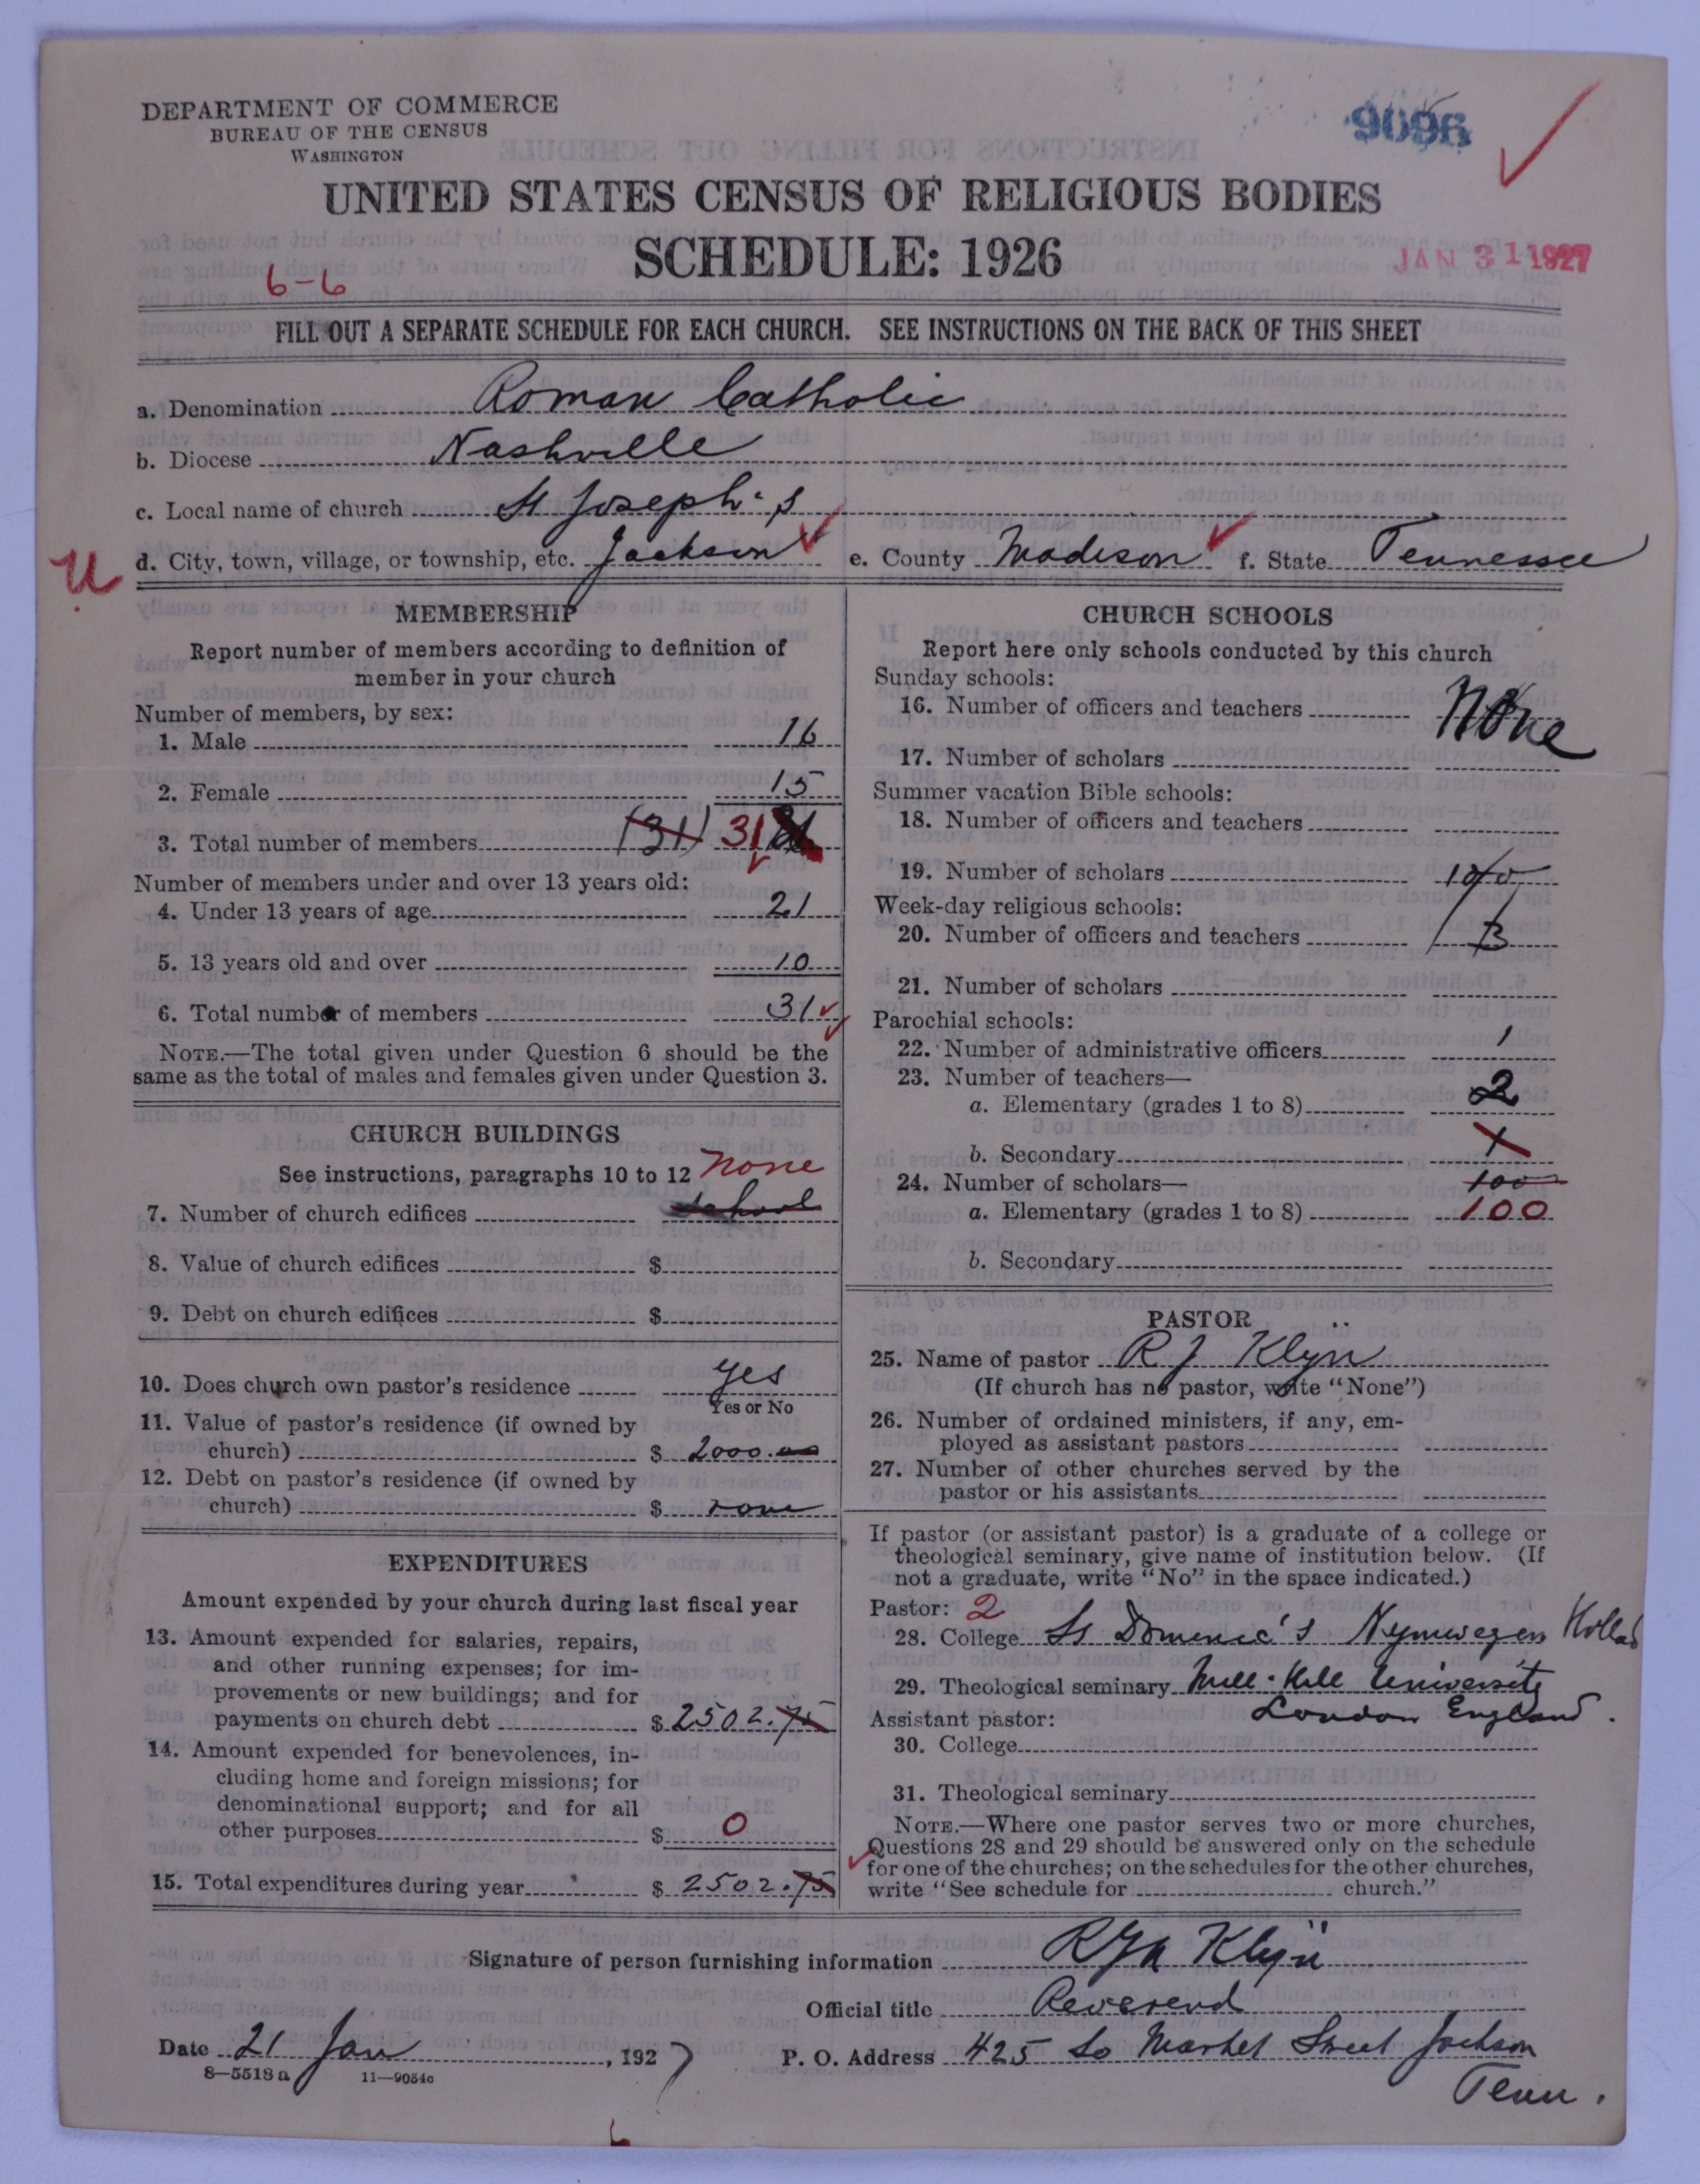 DEPARTMENT OF COMMERCE
BUREAU OF THE CENSUS
WASHINGTON
9096
UNITED STATES CENSUS OF RELIGIOUS BODIES
SCHEDULE: 1926
JAN 31 1927
6-6
FILL OUT A SEPARATE SCHEDULE FOR EACH CHURCH. SEE INSTRUCTIONS ON THE BACK OF THIS SHEET
a. Denomination Roman Catholic
b. Diocese Nashville
c. Local name of church St Joseph's
U d. City, town, village, or township, etc. Jackson e. County Madison f. State Tennessee
MEMBERSHIP
Report number of members according to definition of
member in your church
Number of members, by sex:
1. Male 16
2. Female 15
3. Total number of members (31) 31
Number of members under and over 13 years old:
4. Under 13 years of age 21
5. 13 years old and over 10
6. Total number of members 31
NOTE.—The total given under Question 6 should be the
same as the total of males and females given under Question 3.
CHURCH BUILDINGS
See instructions, paragraphs 10 to 12 none
7. Number of church edifices school
8. Value of church edifices $
9. Debt on church edifices $
10. Does church own pastor's residence yes
Yes or No
11. Value of pastor's residence (if owned by
church) $ 2000.00
12. Debt on pastor's residence (if owned by
church) $ none
EXPENDITURES
Amount expended by your church during last fiscal year
13. Amount expended for salaries, repairs,
and other running expenses; for im-
provements or new buildings; and for
payments on church debt $ 2502.75
14. Amount expended for benevolences, in-
cluding home and foreign missions; for
denominational support; and for all
other purposes $ 0
15. Total expenditures during year $ 2502.75
CHURCH SCHOOLS
Report here only schools conducted by this church
Sunday schools:
16. Number of officers and teachers None
17. Number of scholars
Summer vacation Bible schools:
18. Number of officers and teachers
19. Number of scholars 100
Week-day religious schools:
20. Number of officers and teachers
21. Number of scholars
Parochial schools:
22. Number of administrative officers 1
23. Number of teachers—
a. Elementary (grades 1 to 8) 2
b. Secondary
24. Number of scholars— 100
a. Elementary (grades 1 to 8) 100
b. Secondary
PASTOR
25. Name of pastor R J Klyn
(If church has no pastor, write "None")
26. Number of ordained ministers, if any, em-
ployed as assistant pastors
27. Number of other churches served by the
pastor or his assistants
If pastor (or assistant pastor) is a graduate of a college or
theological seminary, give name of institution below. (If
not a graduate, write "No" in the space indicated.)
Pastor: 2
28. College St Domenic's Nymwegen Holland
29. Theological seminary Mill-Hill University
London England.
Assistant pastor:
30. College
31. Theological seminary
NOTE.—Where one pastor serves two or more churches,
Questions 28 and 29 should be answered only on the schedule
for one of the churches; on the schedules for the other churches,
write "See schedule for church."
Signature of person furnishing information Klyn
Official title Reverend
Date 21 Jan, 1927
P. O. Address 425 So Market Street Jackson
Tenn.
8—5518a 11—9054c